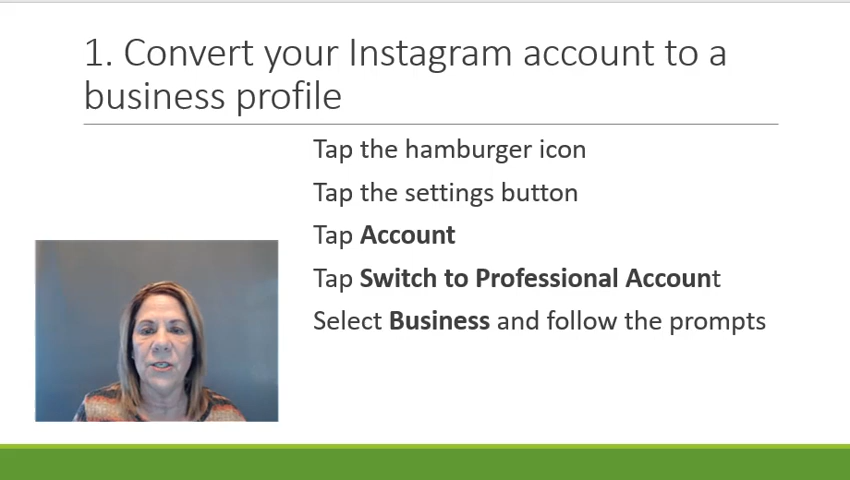 1. Convert your Instagram account to a
business profile
Tap the hamburger icon
Tap the settings button
Tap Account
Tap Switch to Professional Account
Select Business and follow the prompts